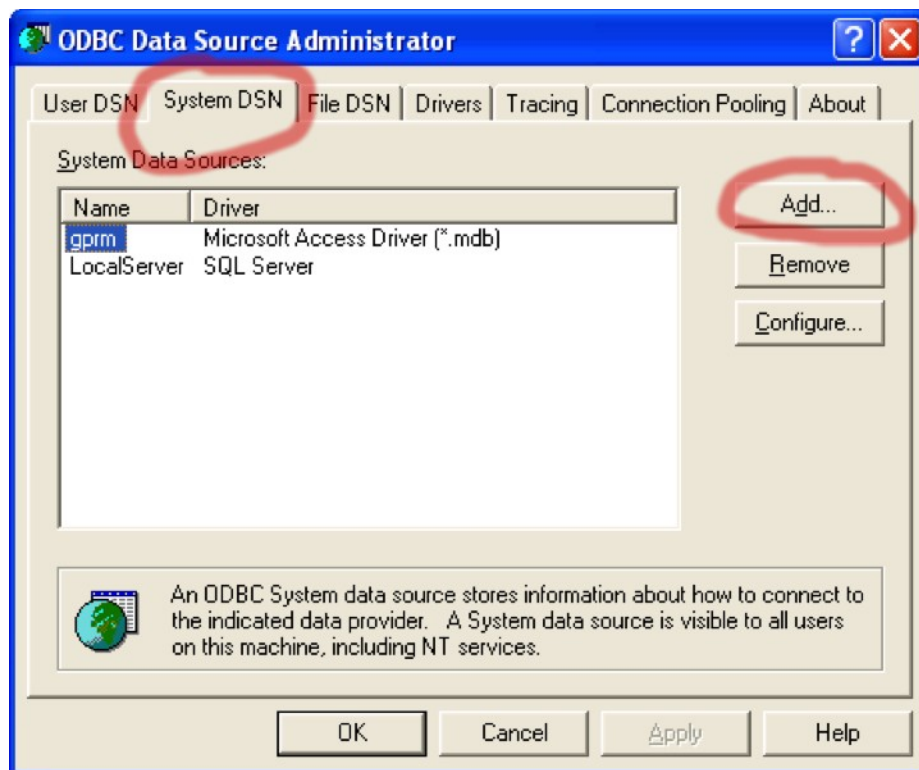 ODBC Data Source Administrator
User DSN System DSN File DSN Drivers Tracing Connection Pooling About
System Data Sources:
Name Driver
gprm Microsoft Access Driver (*.mdb)
LocalServer SQL Server
Add...
Remove
Configure...
An ODBC System data source stores information about how to connect to
the indicated data provider. A System data source is visible to all users
on this machine, including NT services.
OK Cancel Apply Help